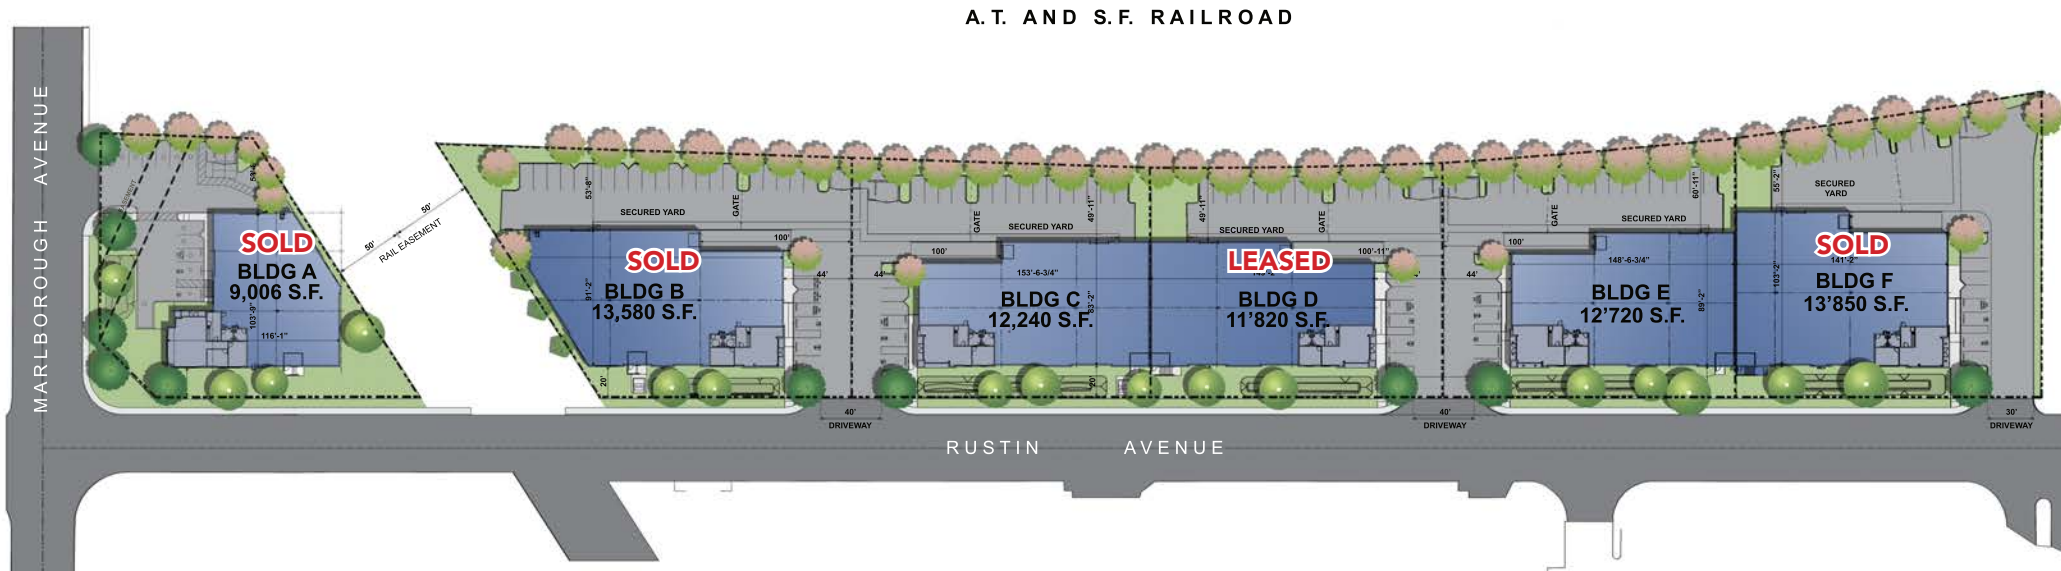 A.T. AND S.F. RAILROAD
MARLBOROUGH AVENUE
SOLD
BLDG A
9,006 S.F.
103'-9"
116'-1"
50'
50'
RAIL EASEMENT
53'-8"
SECURED YARD
GATE
100'
SOLD
BLDG B
13,580 S.F.
91'-2"
20'
44'
44'
40'
DRIVEWAY
GATE
SECURED YARD
49'-11"
100'
153'-6-3/4"
BLDG C
12,240 S.F.
83'-2"
20'
49'-11"
SECURED YARD
GATE
100'-11"
LEASED
BLDG D
11'820 S.F.
44'
40'
DRIVEWAY
GATE
SECURED YARD
60'-11"
100'
148'-6-3/4"
BLDG E
12'720 S.F.
89'-2"
55'-2"
SECURED
YARD
SOLD
141'-2"
BLDG F
13'850 S.F.
103'-2"
30'
DRIVEWAY
RUSTIN AVENUE